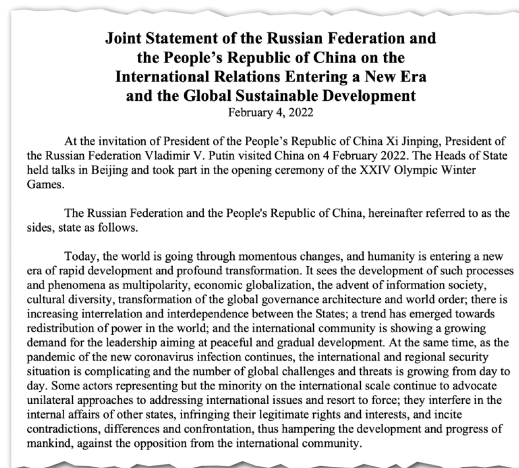 Joint Statement of the Russian Federation and
the People's Republic of China on the
International Relations Entering a New Era
and the Global Sustainable Development
February 4, 2022
At the invitation of President of the People's Republic of China Xi Jinping, President of
the Russian Federation Vladimir V. Putin visited China on 4 February 2022. The Heads of State
held talks in Beijing and took part in the opening ceremony of the XXIV Olympic Winter
Games.
The Russian Federation and the People's Republic of China, hereinafter referred to as the
sides, state as follows.
Today, the world is going through momentous changes, and humanity is entering a new
era of rapid development and profound transformation. It sees the development of such processes
and phenomena as multipolarity, economic globalization, the advent of information society,
cultural diversity, transformation of the global governance architecture and world order; there is
increasing interrelation and interdependence between the States; a trend has emerged towards
redistribution of power in the world; and the international community is showing a growing
demand for the leadership aiming at peaceful and gradual development. At the same time, as the
pandemic of the new coronavirus infection continues, the international and regional security
situation is complicating and the number of global challenges and threats is growing from day to
day. Some actors representing but the minority on the international scale continue to advocate
unilateral approaches to addressing international issues and resort to force; they interfere in the
internal affairs of other states, infringing their legitimate rights and interests, and incite
contradictions, differences and confrontation, thus hampering the development and progress of
mankind, against the opposition from the international community.